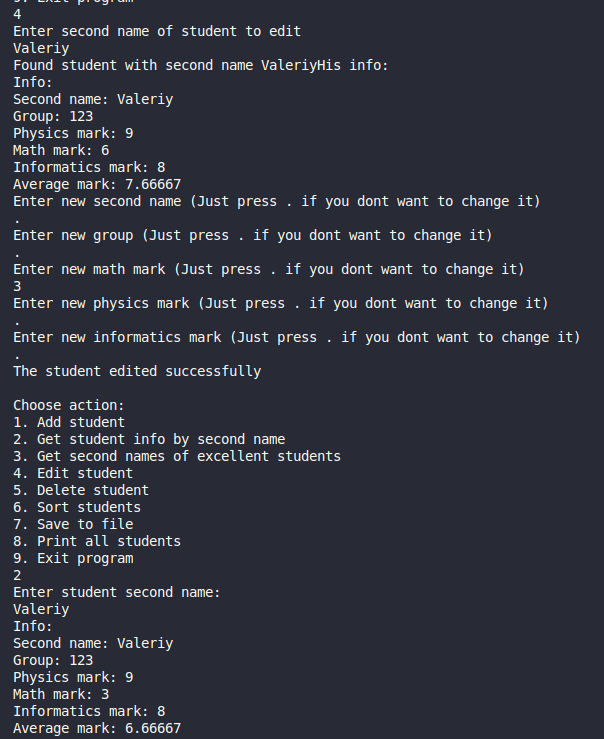 9. Exit program
4
Enter second name of student to edit
Valeriy
Found student with second name ValeriyHis info:
Info:
Second name: Valeriy
Group: 123
Physics mark: 9
Math mark: 6
Informatics mark: 8
Average mark: 7.66667
Enter new second name (Just press . if you dont want to change it)
.
Enter new group (Just press . if you dont want to change it)
.
Enter new math mark (Just press . if you dont want to change it)
3
Enter new physics mark (Just press . if you dont want to change it)
.
Enter new informatics mark (Just press . if you dont want to change it)
.
The student edited successfully
Choose action:
1. Add student
2. Get student info by second name
3. Get second names of excellent students
4. Edit student
5. Delete student
6. Sort students
7. Save to file
8. Print all students
9. Exit program
2
Enter student second name:
Valeriy
Info:
Second name: Valeriy
Group: 123
Physics mark: 9
Math mark: 3
Informatics mark: 8
Average mark: 6.66667